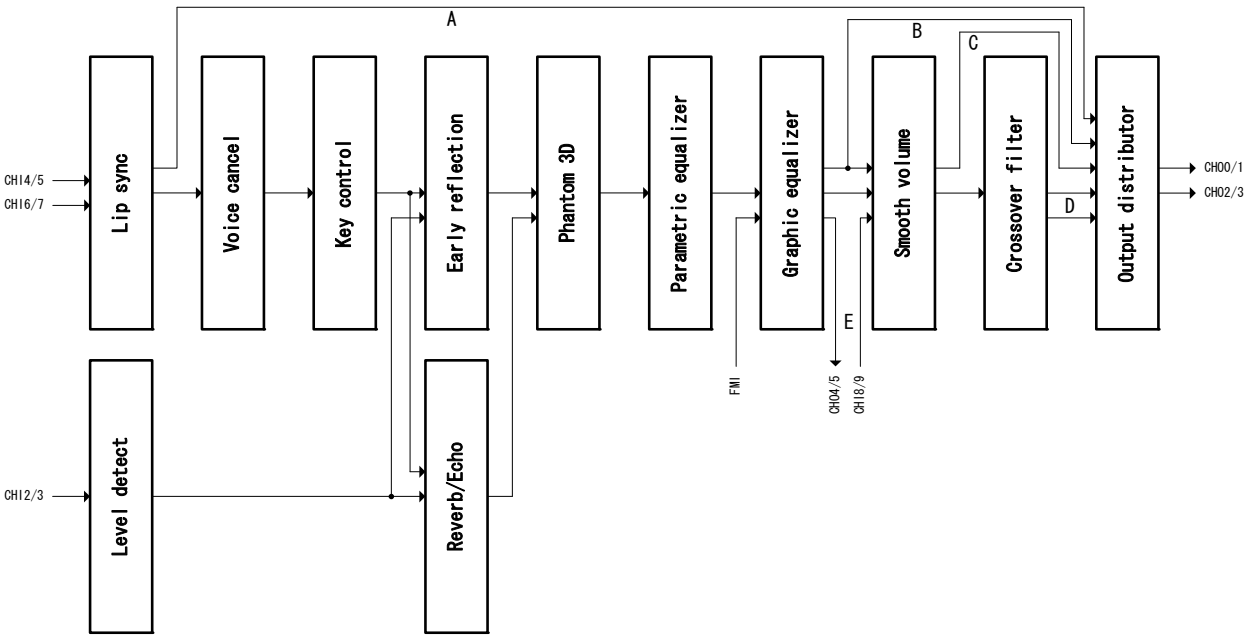 A
B
C
Lip sync
Voice cancel
Key control
Early reflection
Phantom 3D
Parametric equalizer
Graphic equalizer
Smooth volume
Crossover filter
Output distributor
CHI4/5
CHI6/7
CHO0/1
CHO2/3
D
E
FMI
CHO4/5
CHI8/9
CHI2/3
Level detect
Reverb/Echo